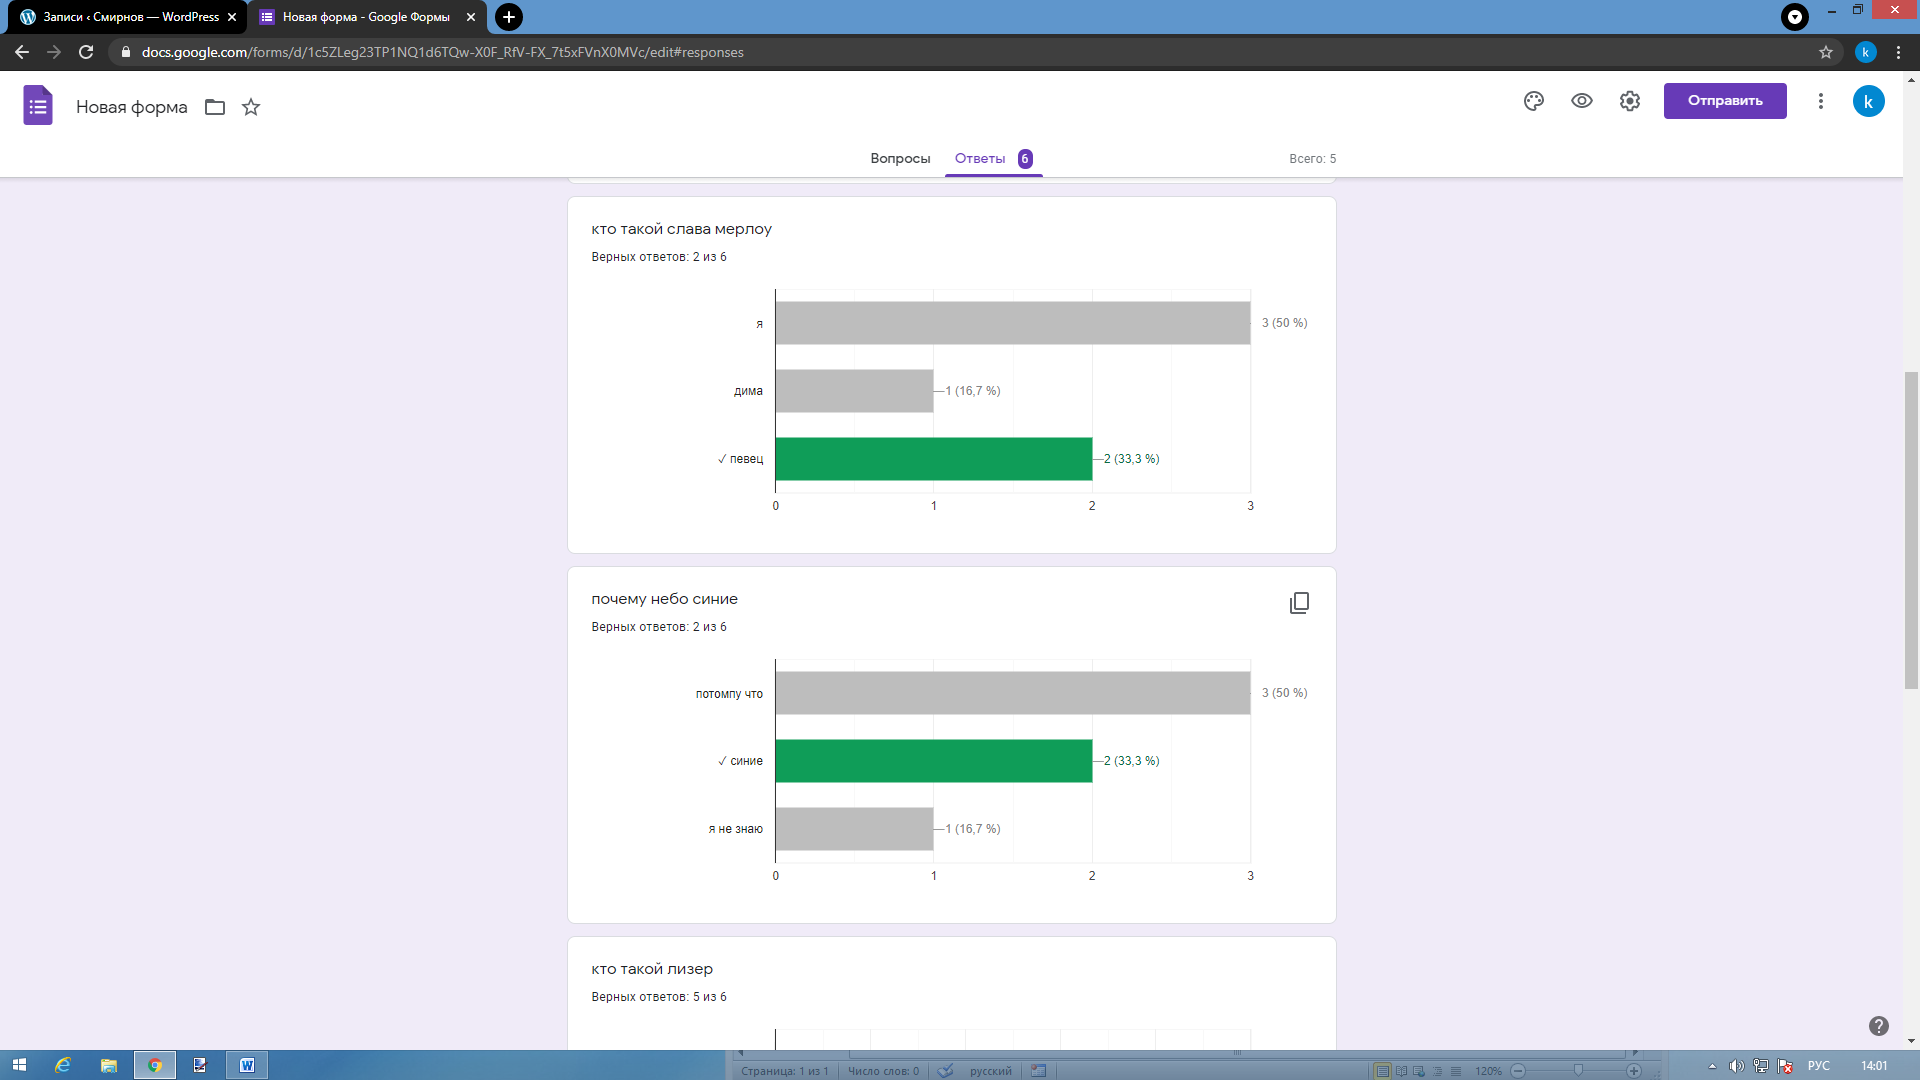 Записи ‹ Смирнов — WordPress
Новая форма - Google Формы
docs.google.com/forms/d/1c5ZLeg23TP1NQ1d6TQw-X0F_RfV-FX_7t5xFVnX0MVc/edit#responses
k
Новая форма
Отправить
k
Вопросы
Ответы 6
Всего: 5
кто такой слава мерлоу
Верных ответов: 2 из 6
я
3 (50 %)
дима
1 (16,7 %)
✓ певец
2 (33,3 %)
0 1 2 3
почему небо синие
Верных ответов: 2 из 6
потомпу что
3 (50 %)
✓ синие
2 (33,3 %)
я не знаю
1 (16,7 %)
0 1 2 3
кто такой лизер
Верных ответов: 5 из 6
Страница: 1 из 1
Число слов: 0
русский
120%
РУС
14:01